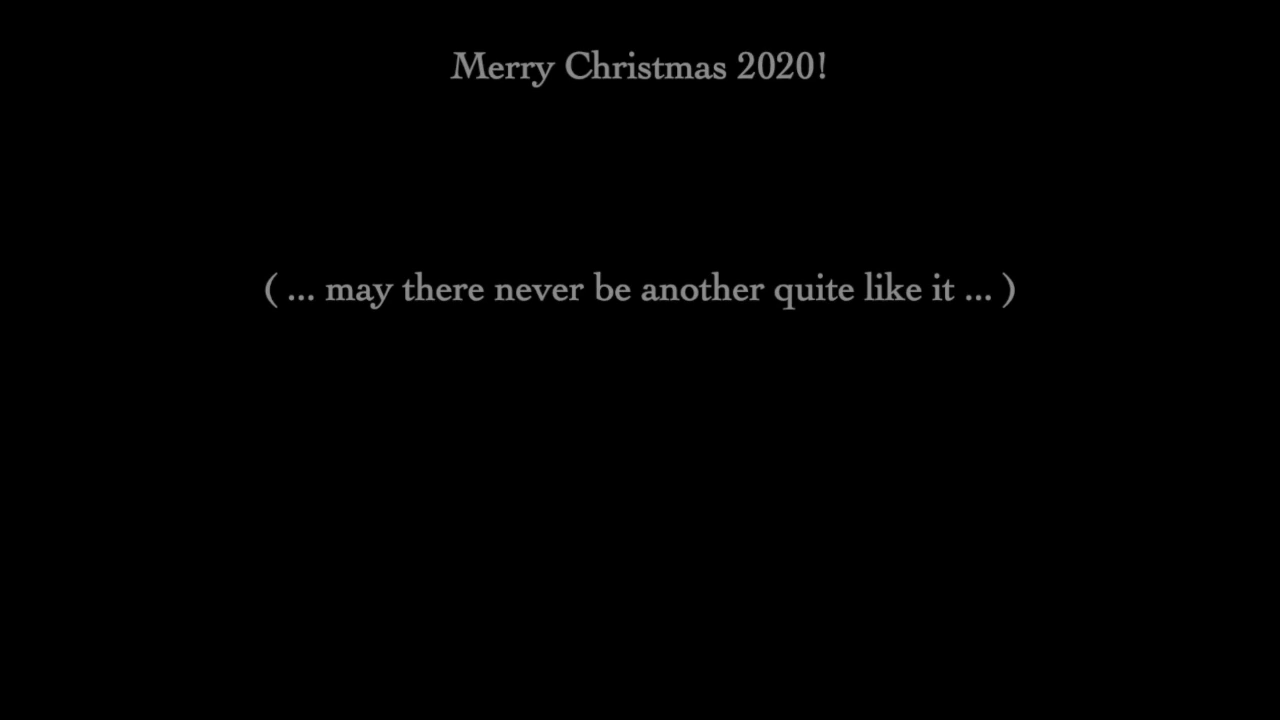 Merry Christmas 2020!
( ... may there never be another quite like it ... )